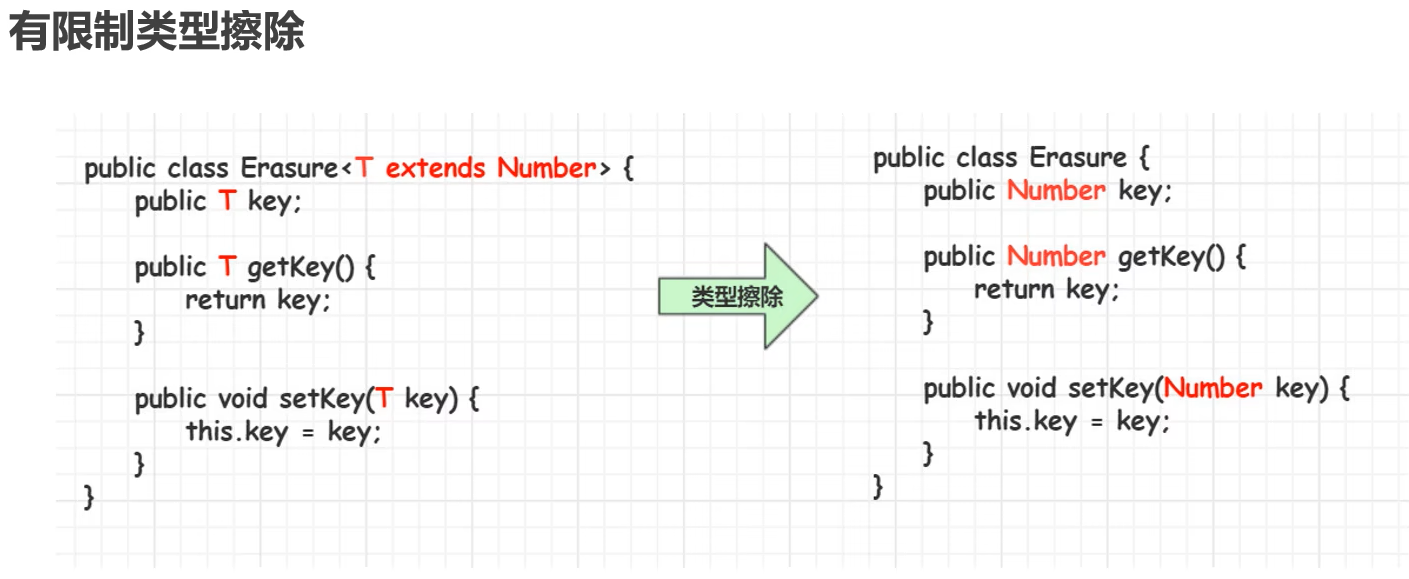 有限制类型擦除
public class Erasure<T extends Number> {
public T key;
public T getKey() {
return key;
}
public void setKey(T key) {
this.key = key;
}
}
类型擦除
public class Erasure {
public Number key;
public Number getKey() {
return key;
}
public void setKey(Number key) {
this.key = key;
}
}